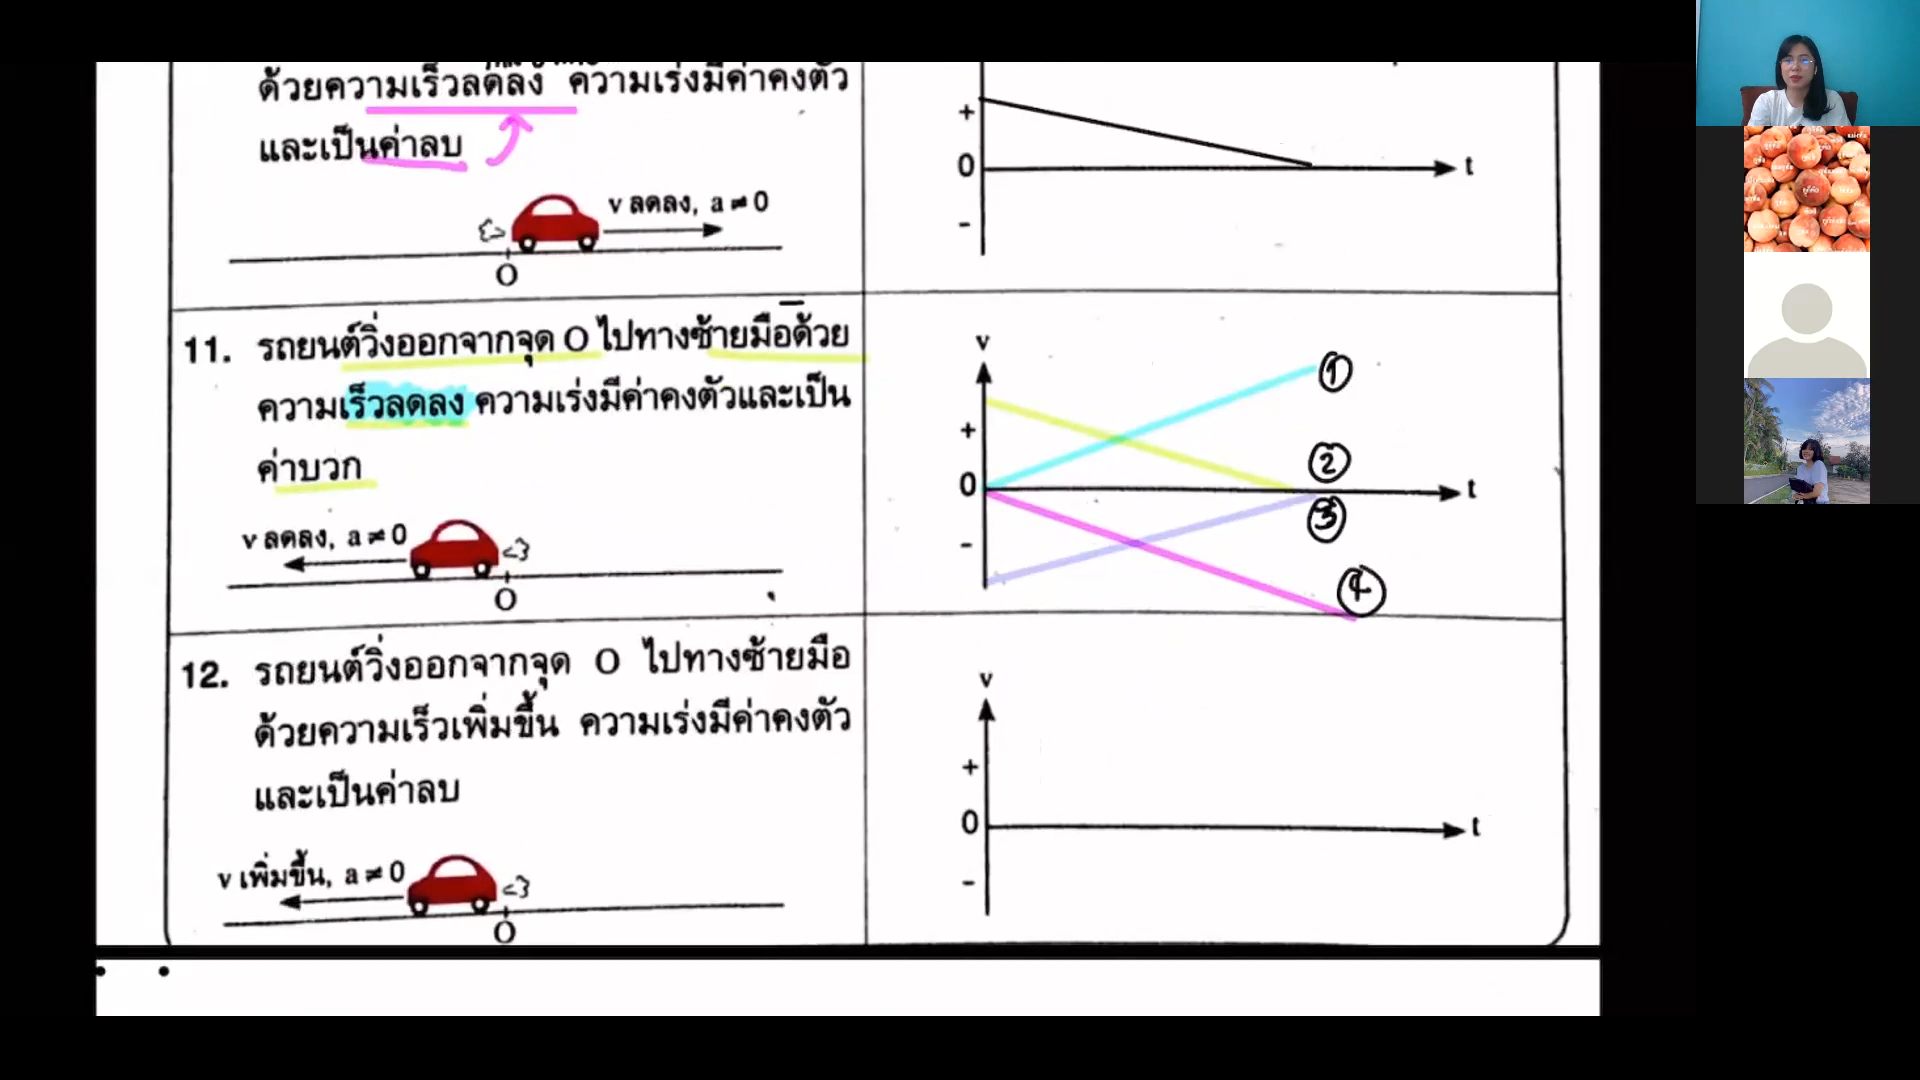 ด้วยความเร็วลดลง ความเร่งมีค่าคงตัว
และเป็นค่าลบ
v ลดลง, a ≠ 0
O
+
0
-
t
11. รถยนต์วิ่งออกจากจุด O ไปทางซ้ายมือด้วย
ความเร็วลดลง ความเร่งมีค่าคงตัวและเป็น
ค่าบวก
v ลดลง, a ≠ 0
O
v
+
0
-
t
1
2
3
4
12. รถยนต์วิ่งออกจากจุด O ไปทางซ้ายมือ
ด้วยความเร็วเพิ่มขึ้น ความเร่งมีค่าคงตัว
และเป็นค่าลบ
v เพิ่มขึ้น, a ≠ 0
O
v
+
0
-
t